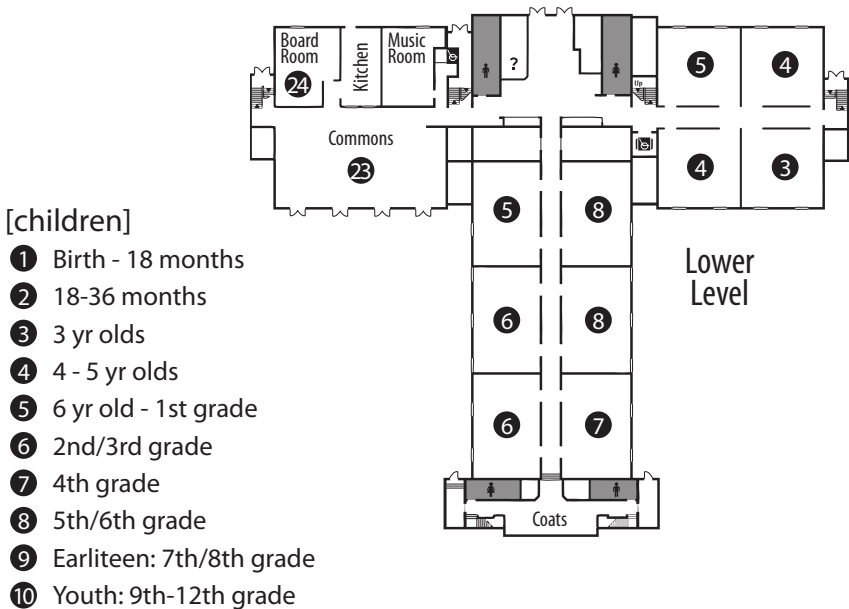 Board
Room
24
Kitchen
Music
Room
?
Up
5
4
Commons
23
4
3
5
8
6
8
6
7
Coats
Lower
Level
[children]
1 Birth - 18 months
2 18-36 months
3 3 yr olds
4 4 - 5 yr olds
5 6 yr old - 1st grade
6 2nd/3rd grade
7 4th grade
8 5th/6th grade
9 Earliteen: 7th/8th grade
10 Youth: 9th-12th grade